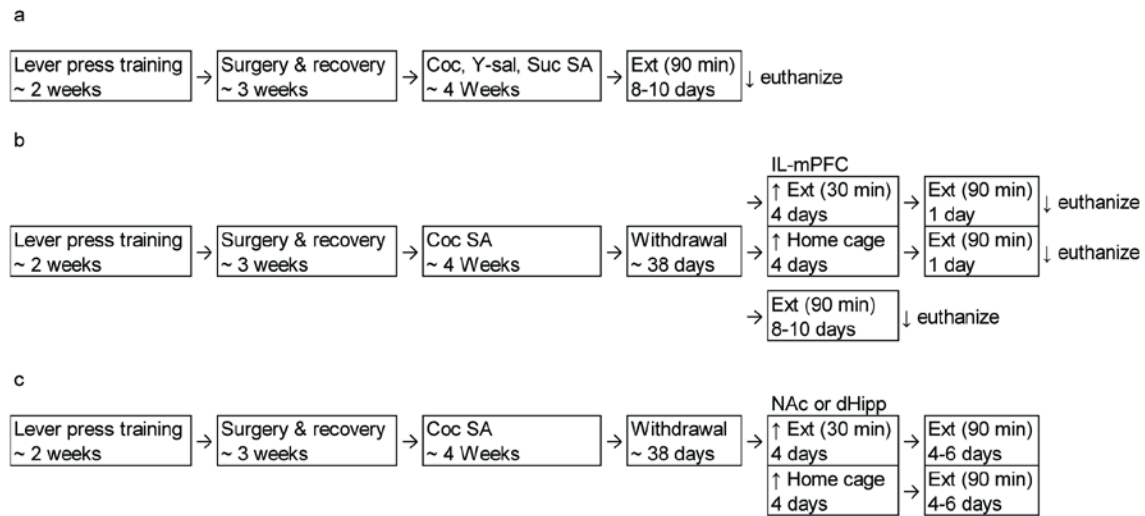 a
Lever press training → Surgery & recovery → Coc, Y-sal, Suc SA → Ext (90 min)
~ 2 weeks ~ 3 weeks ~ 4 Weeks 8-10 days ↓ euthanize
b
IL-mPFC
→ ↑ Ext (30 min) → Ext (90 min)
4 days 1 day ↓ euthanize
Lever press training → Surgery & recovery → Coc SA → Withdrawal → ↑ Home cage → Ext (90 min)
~ 2 weeks ~ 3 weeks ~ 4 Weeks ~ 38 days 4 days 1 day ↓ euthanize
→ Ext (90 min)
8-10 days ↓ euthanize
c
NAc or dHipp
Lever press training → Surgery & recovery → Coc SA → Withdrawal → ↑ Ext (30 min) → Ext (90 min)
~ 2 weeks ~ 3 weeks ~ 4 Weeks ~ 38 days 4 days 4-6 days
↑ Home cage → Ext (90 min)
4 days 4-6 days